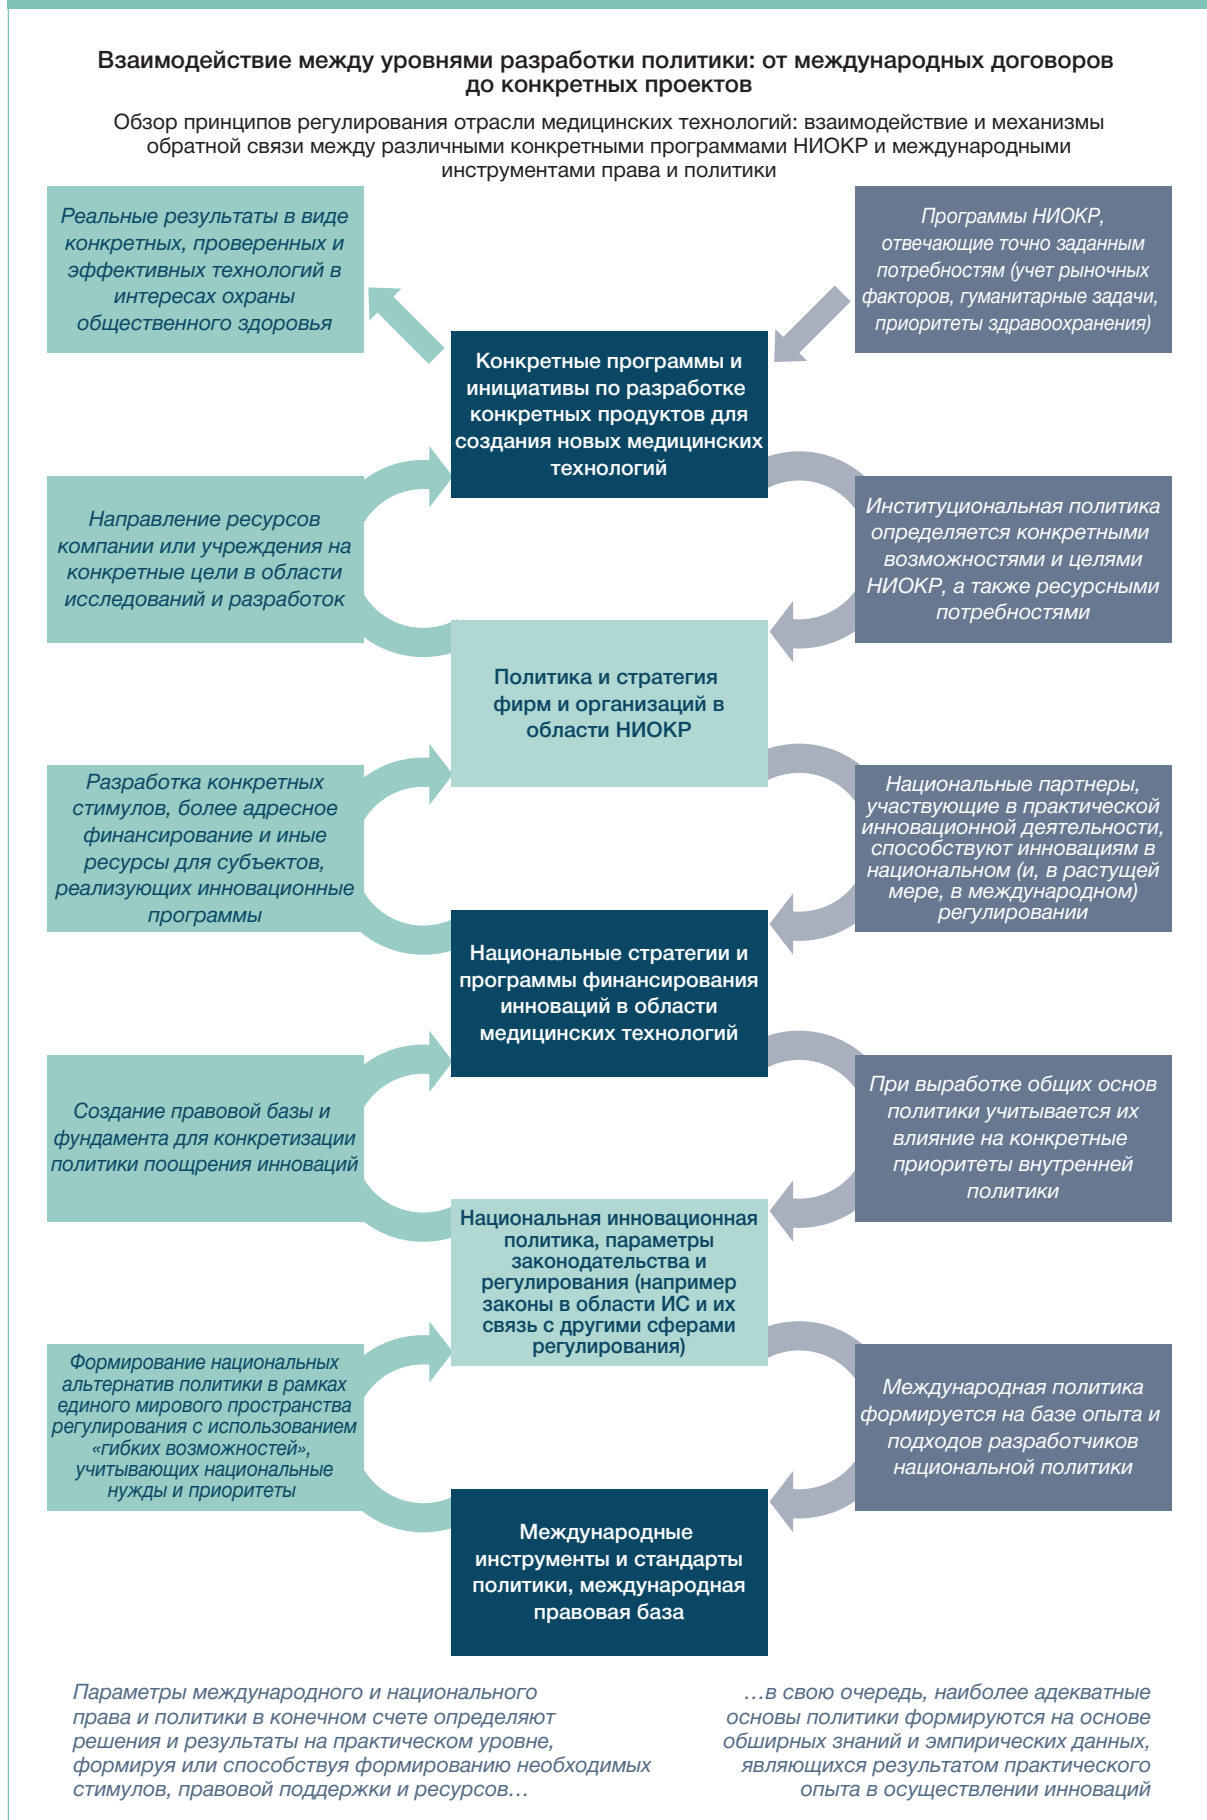 Взаимодействие между уровнями разработки политики: от международных договоров
до конкретных проектов
Обзор принципов регулирования отрасли медицинских технологий: взаимодействие и механизмы
обратной связи между различными конкретными программами НИОКР и международными
инструментами права и политики
Реальные результаты в виде
конкретных, проверенных и
эффективных технологий в
интересах охраны
общественного здоровья
Программы НИОКР,
отвечающие точно заданным
потребностям (учет рыночных
факторов, гуманитарные задачи,
приоритеты здравоохранения)
Конкретные программы и
инициативы по разработке
конкретных продуктов для
создания новых медицинских
технологий
Направление ресурсов
компании или учреждения на
конкретные цели в области
исследований и разработок
Институциональная политика
определяется конкретными
возможностями и целями
НИОКР, а также ресурсными
потребностями
Политика и стратегия
фирм и организаций в
области НИОКР
Разработка конкретных
стимулов, более адресное
финансирование и иные
ресурсы для субъектов,
реализующих инновационные
программы
Национальные партнеры,
участвующие в практической
инновационной деятельности,
способствуют инновациям в
национальном (и, в растущей
мере, в международном)
регулировании
Национальные стратегии и
программы финансирования
инноваций в области
медицинских технологий
Создание правовой базы и
фундамента для конкретизации
политики поощрения инноваций
При выработке общих основ
политики учитывается их
влияние на конкретные
приоритеты внутренней
политики
Национальная инновационная
политика, параметры
законодательства и
регулирования (например
законы в области ИС и их
связь с другими сферами
регулирования)
Формирование национальных
альтернатив политики в рамках
единого мирового пространства
регулирования с использованием
«гибких возможностей»,
учитывающих национальные
нужды и приоритеты
Международная политика
формируется на базе опыта и
подходов разработчиков
национальной политики
Международные
инструменты и стандарты
политики, международная
правовая база
Параметры международного и национального
права и политики в конечном счете определяют
решения и результаты на практическом уровне,
формируя или способствуя формированию необходимых
стимулов, правовой поддержки и ресурсов…
…в свою очередь, наиболее адекватные
основы политики формируются на основе
обширных знаний и эмпирических данных,
являющихся результатом практического
опыта в осуществлении инноваций